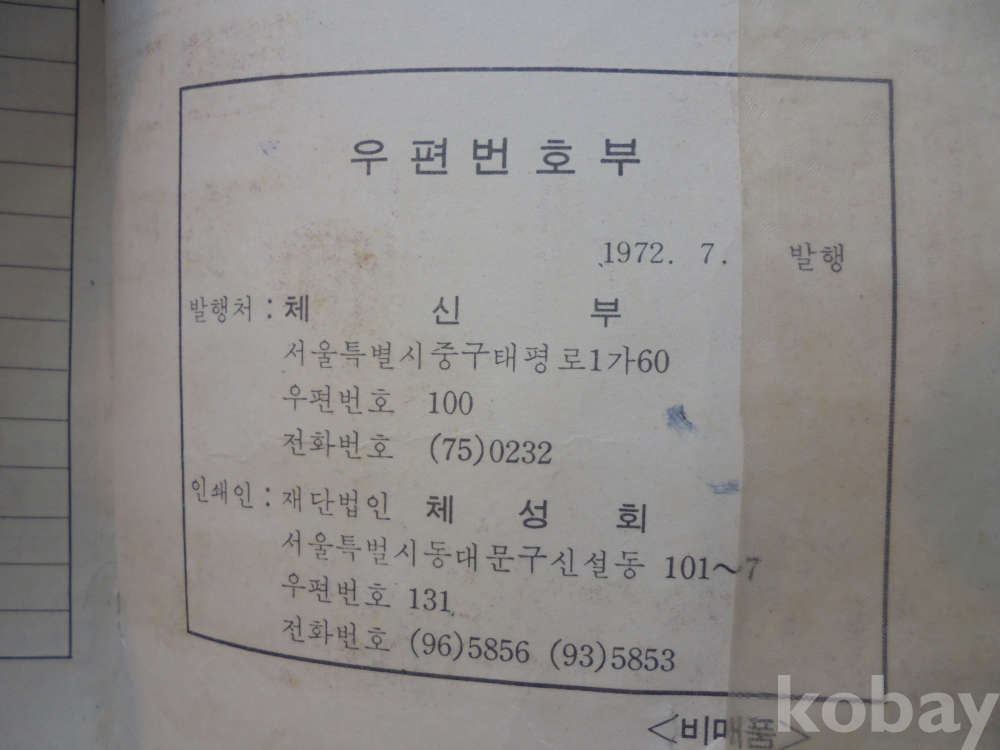 우편번호부
1972. 7. 발행
발행처 : 체 신 부
서울특별시중구태평로1가60
우편번호 100
전화번호 (75)0232
인쇄인 : 재단법인 체 성 회
서울특벌시동대문구신설동 101~7
우편번호 131
전화번호 (96)5856 (93)5853
<비매품>
kobay